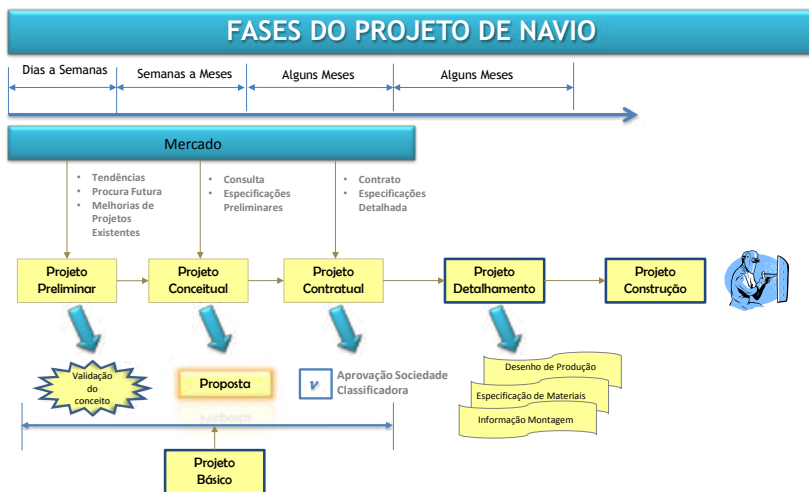 FASES DO PROJETO DE NAVIO
Dias a Semanas
Semanas a Meses
Alguns Meses
Alguns Meses
Mercado
• Tendências
• Procura Futura
• Melhorias de
Projetos
Existentes
• Consulta
• Especificações
Preliminares
• Contrato
• Especificações
Detalhada
Projeto
Preliminar
Projeto
Conceitual
Projeto
Contratual
Projeto
Detalhamento
Projeto
Construção
Validação
do
conceito
Proposta
v
Aprovação Sociedade
Classificadora
Desenho de Produção
Especificação de Materiais
Informação Montagem
Projeto
Básico